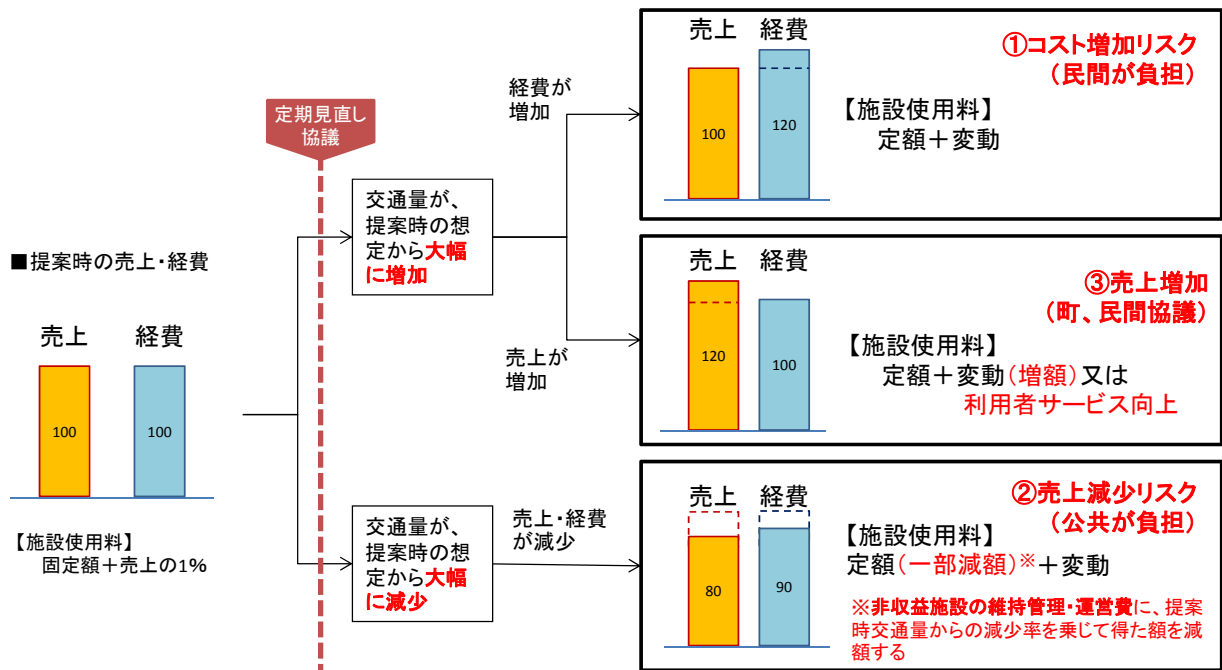 ■提案時の売上・経費
売上
経費
100
100
【施設使用料】
固定額＋売上の1%
定期見直し
協議
交通量が、
提案時の想
定から大幅
に増加
経費が
増加
売上が
増加
交通量が、
提案時の想
定から大幅
に減少
売上・経費
が減少
売上
経費
100
120
①コスト増加リスク
（民間が負担）
【施設使用料】
定額＋変動
売上
経費
120
100
③売上増加
（町、民間協議）
【施設使用料】
定額＋変動（増額）又は
利用者サービス向上
売上
経費
80
90
②売上減少リスク
（公共が負担）
【施設使用料】
定額（一部減額）※＋変動
※非収益施設の維持管理・運営費に、提案
時交通量からの減少率を乗じて得た額を減
額する